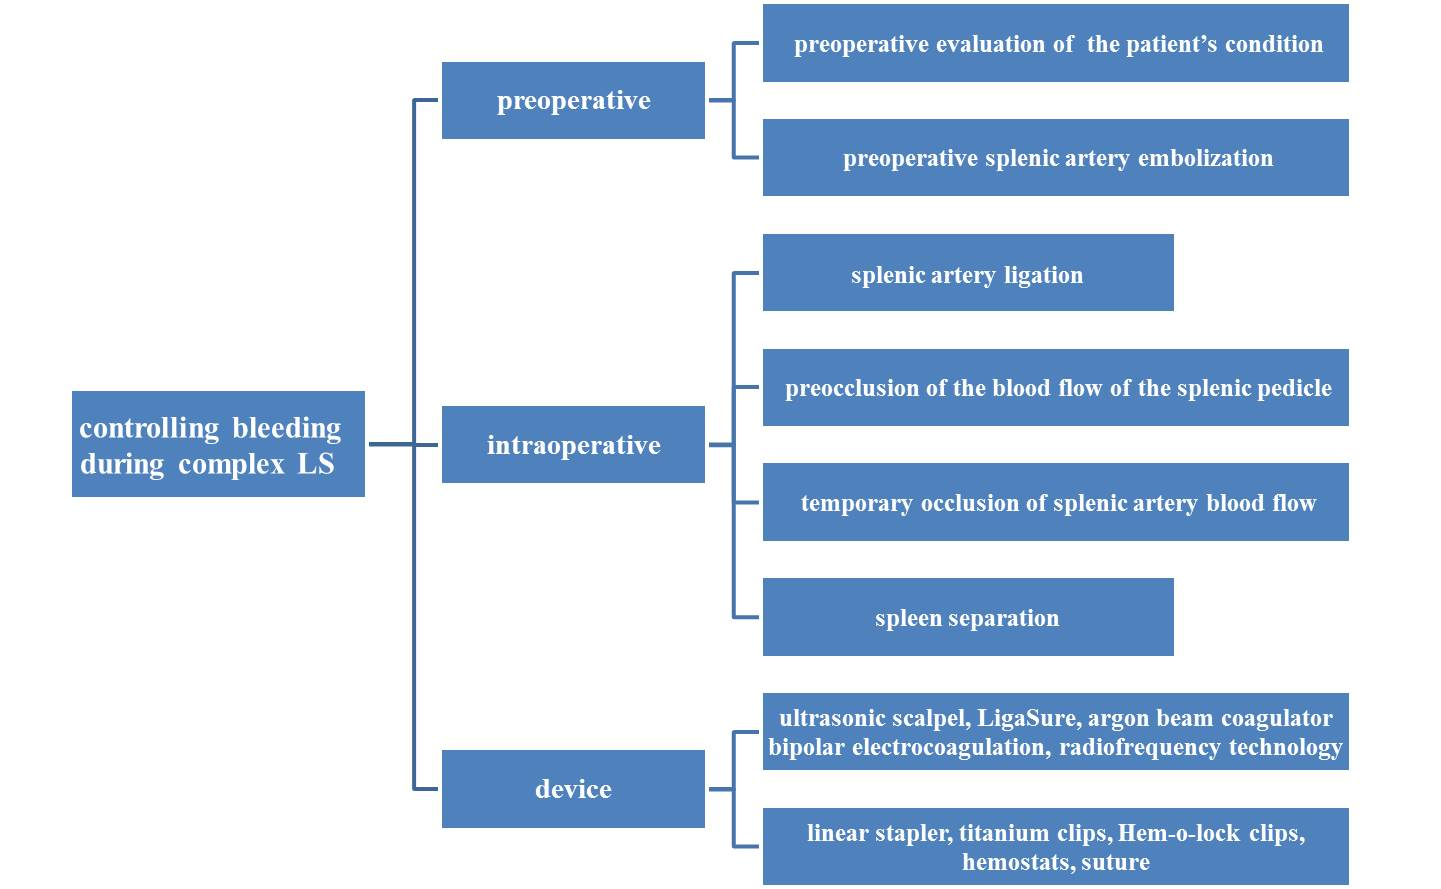 preoperative evaluation of the patient’s condition
preoperative
preoperative splenic artery embolization
splenic artery ligation
preocclusion of the blood flow of the splenic pedicle
controlling bleeding
during complex LS
intraoperative
temporary occlusion of splenic artery blood flow
spleen separation
ultrasonic scalpel, LigaSure, argon beam coagulator
bipolar electrocoagulation, radiofrequency technology
device
linear stapler, titanium clips, Hem-o-lock clips,
hemostats, suture